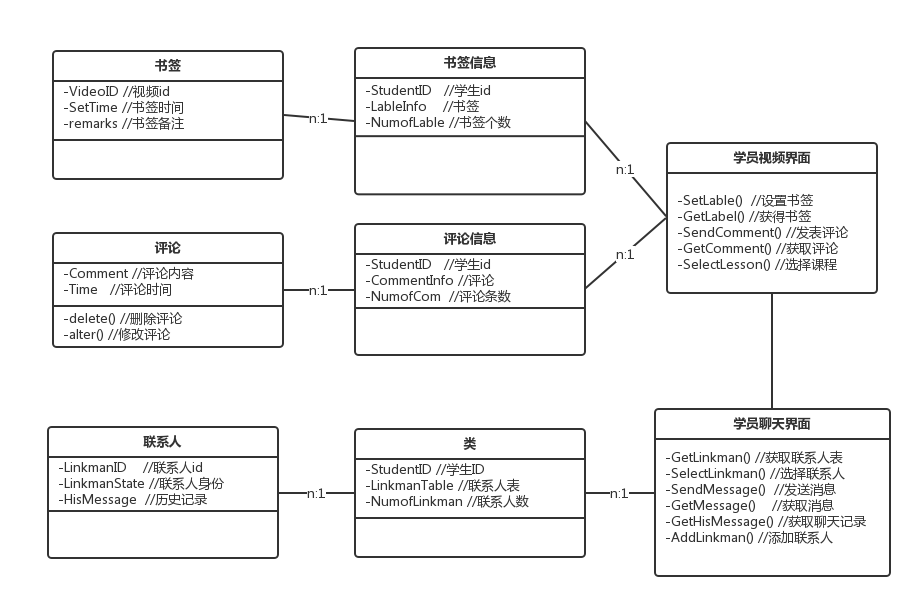 书签
-VideoID //视频id
-SetTime //书签时间
-remarks //书签备注
n:1
书签信息
-StudentID //学生id
-LableInfo //书签
-NumofLable //书签个数
n:1
学员视频界面
-SetLable() //设置书签
-GetLabel() //获得书签
-SendComment() //发表评论
-GetComment() //获取评论
-SelectLesson() //选择课程
评论
-Comment //评论内容
-Time //评论时间
-delete() //删除评论
-alter() //修改评论
n:1
评论信息
-StudentID //学生id
-CommentInfo //评论
-NumofCom //评论条数
n:1
联系人
-LinkmanID //联系人id
-LinkmanState //联系人身份
-HisMessage //历史记录
n:1
类
-StudentID //学生ID
-LinkmanTable //联系人表
-NumofLinkman //联系人数
n:1
学员聊天界面
-GetLinkman() //获取联系人表
-SelectLinkman() //选择联系人
-SendMessage() //发送消息
-GetMessage() //获取消息
-GetHisMessage() //获取聊天记录
-AddLinkman() //添加联系人